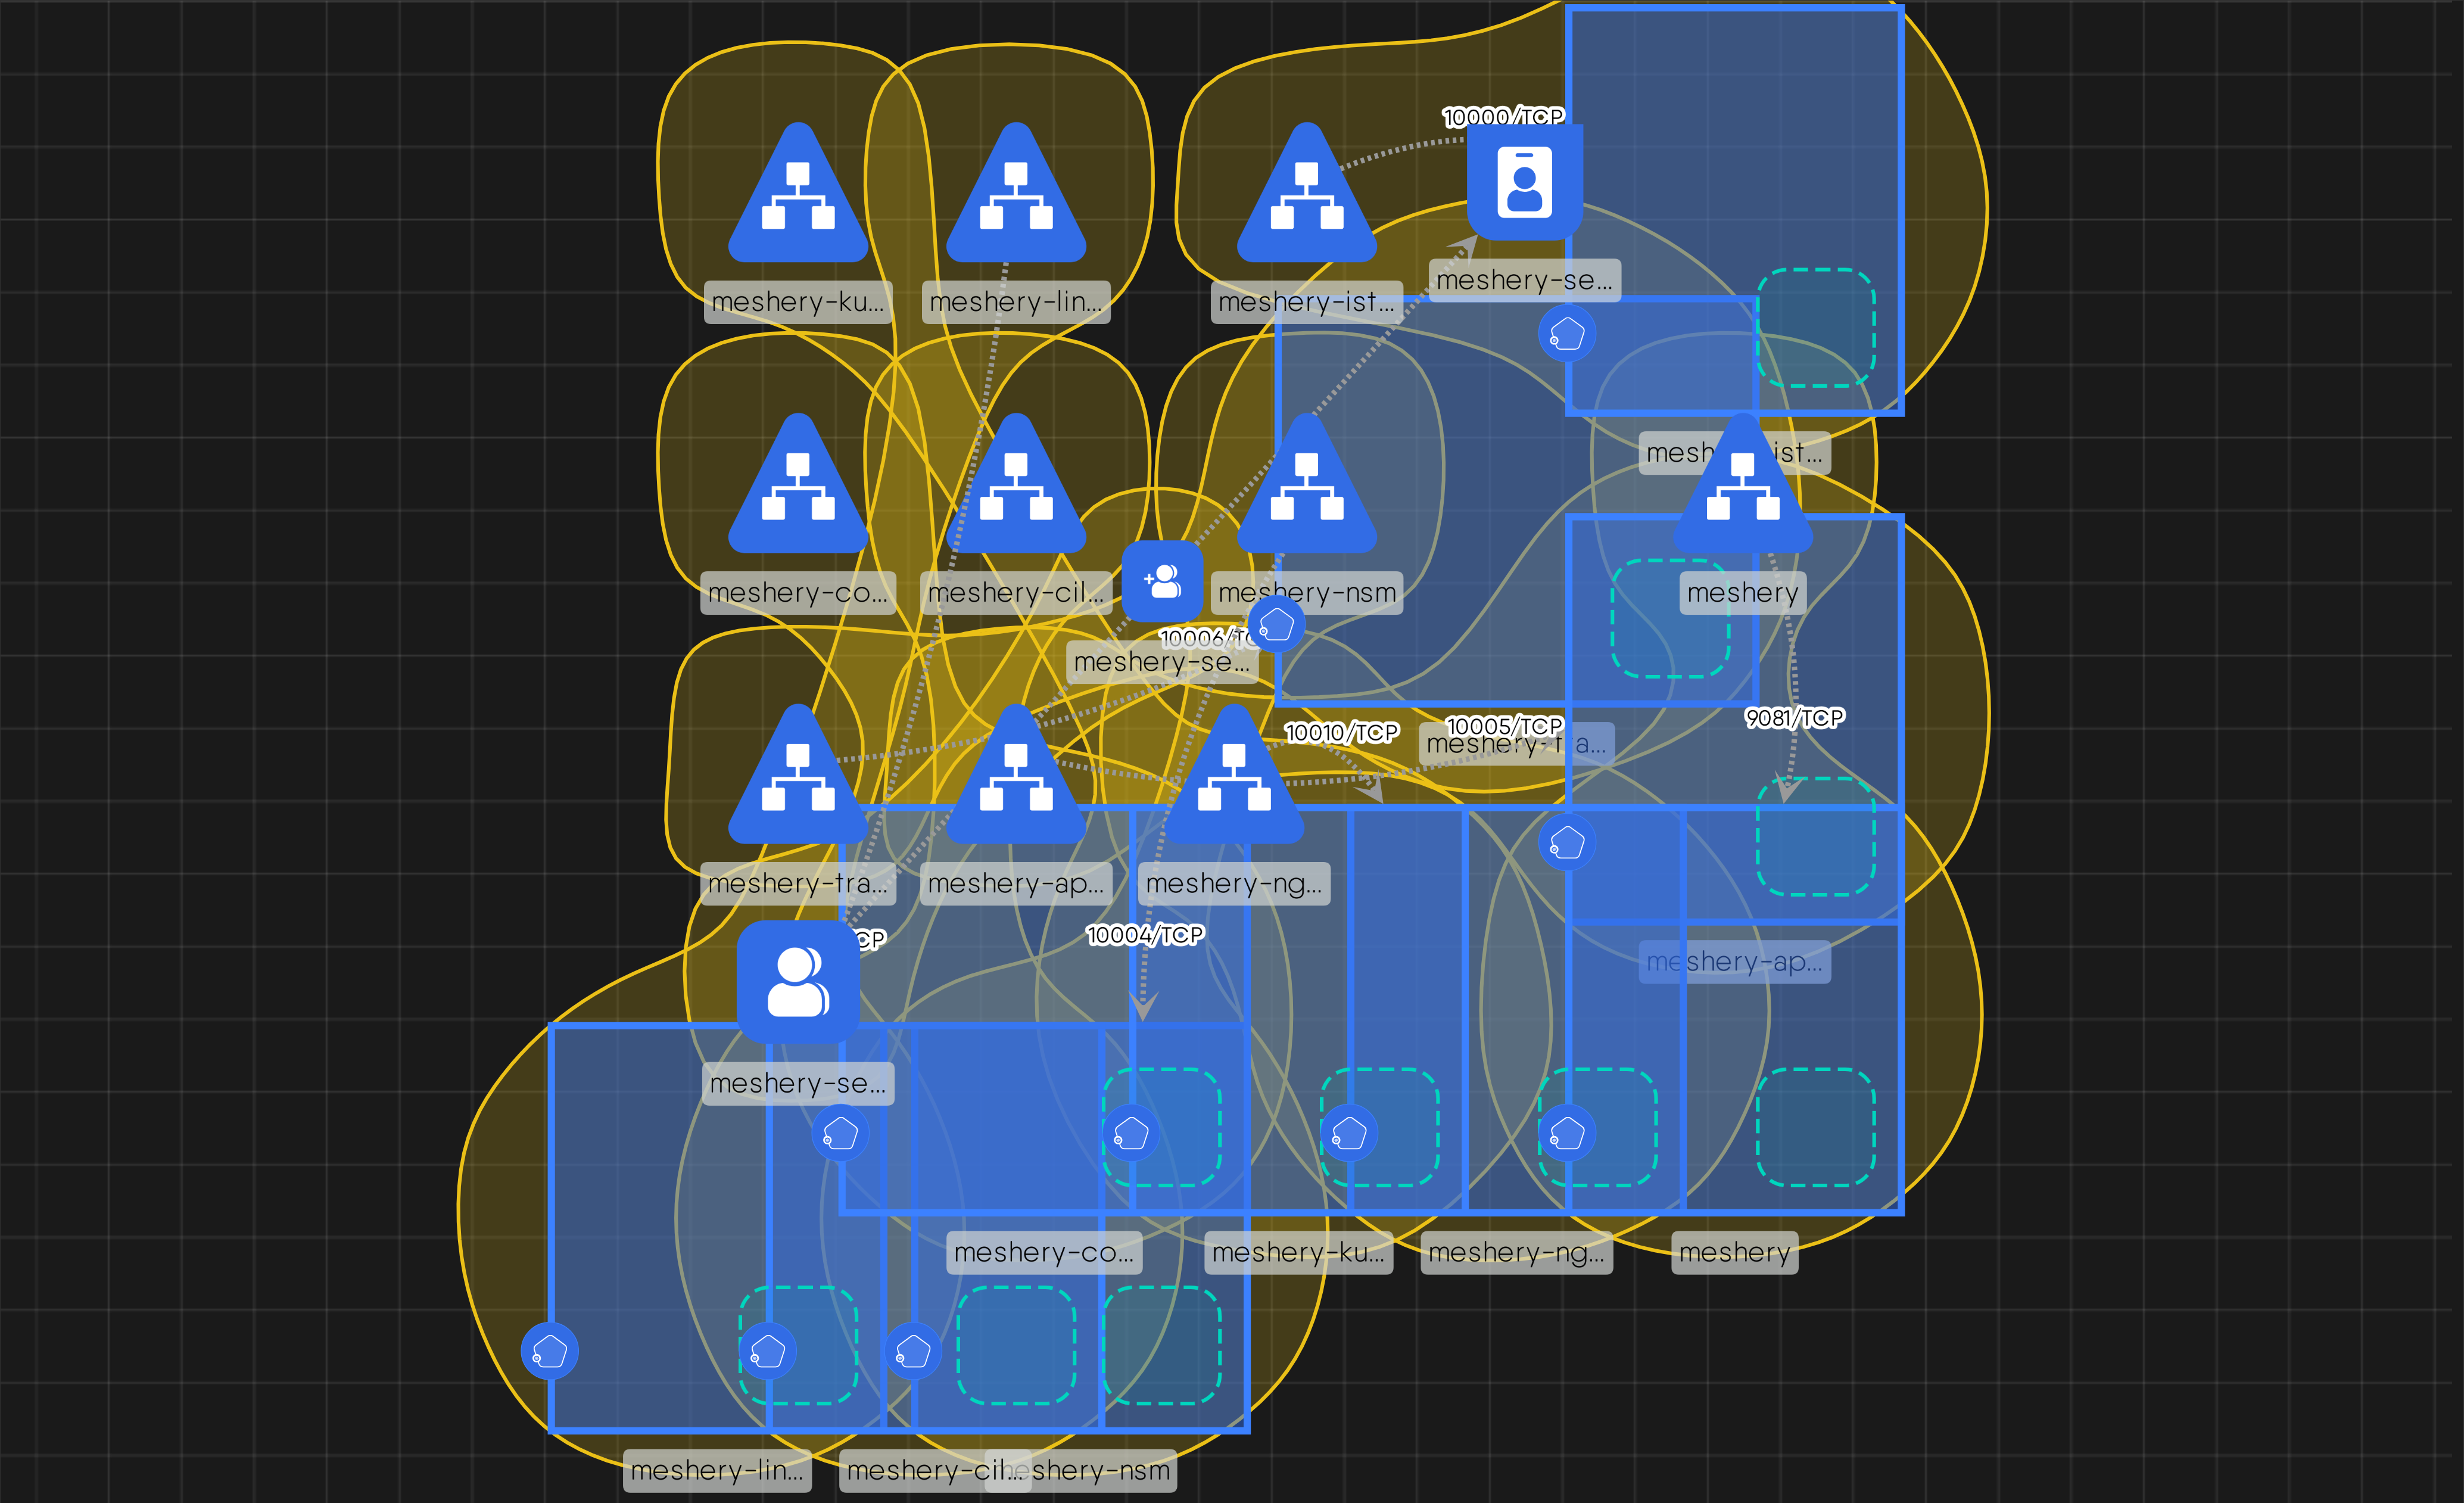 10000/TCP
meshery-se...
meshery-ku...
meshery-lin...
meshery-ist...
ist...
meshery-co...
meshery-cil...
meshery-nsm
meshery
10006/TC
meshery-se...
10010/TCP
10005/TCP
9081/TCP
meshery-tra...
meshery-tra...
meshery-ap...
meshery-ng...
CP
10004/TCP
meshery-ap...
meshery-se...
meshery-co...
meshery-ku...
meshery-ng...
meshery
meshery-lin...
meshery-cil...
eshery-nsm